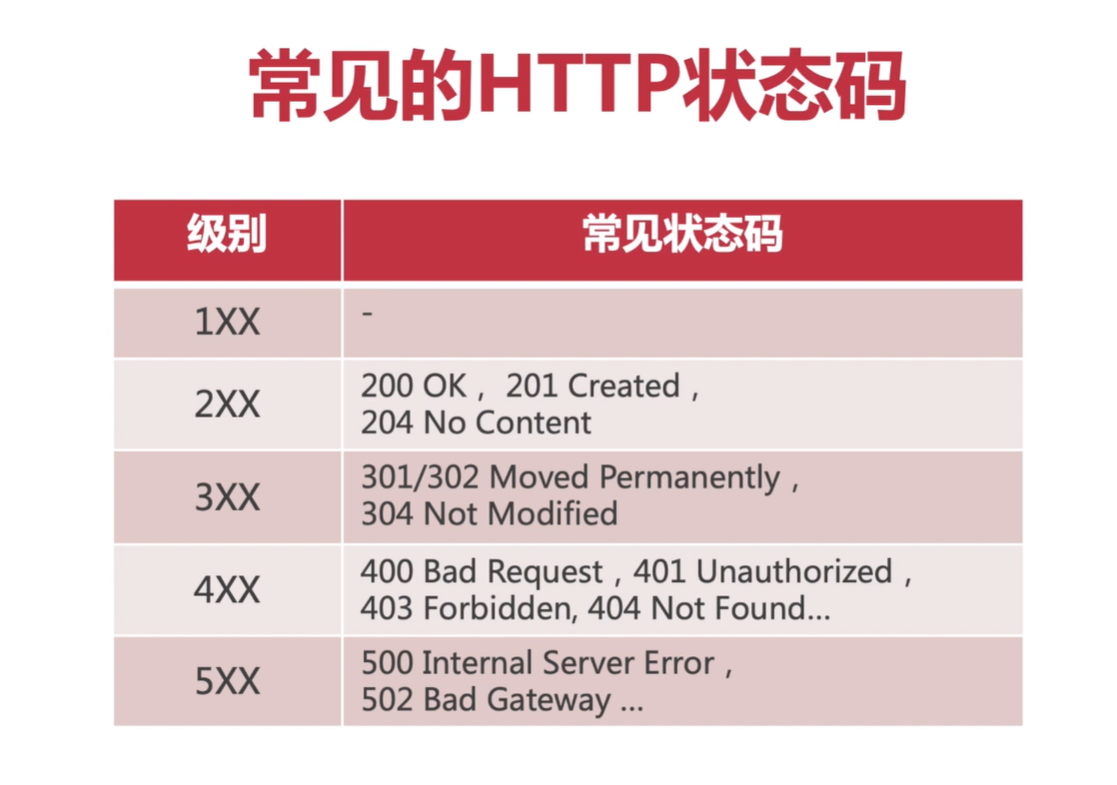 常见的HTTP状态码
级别 常见状态码
1XX -
2XX 200 OK， 201 Created，
204 No Content
3XX 301/302 Moved Permanently，
304 Not Modified
4XX 400 Bad Request，401 Unauthorized，
403 Forbidden, 404 Not Found...
5XX 500 Internal Server Error，
502 Bad Gateway ...